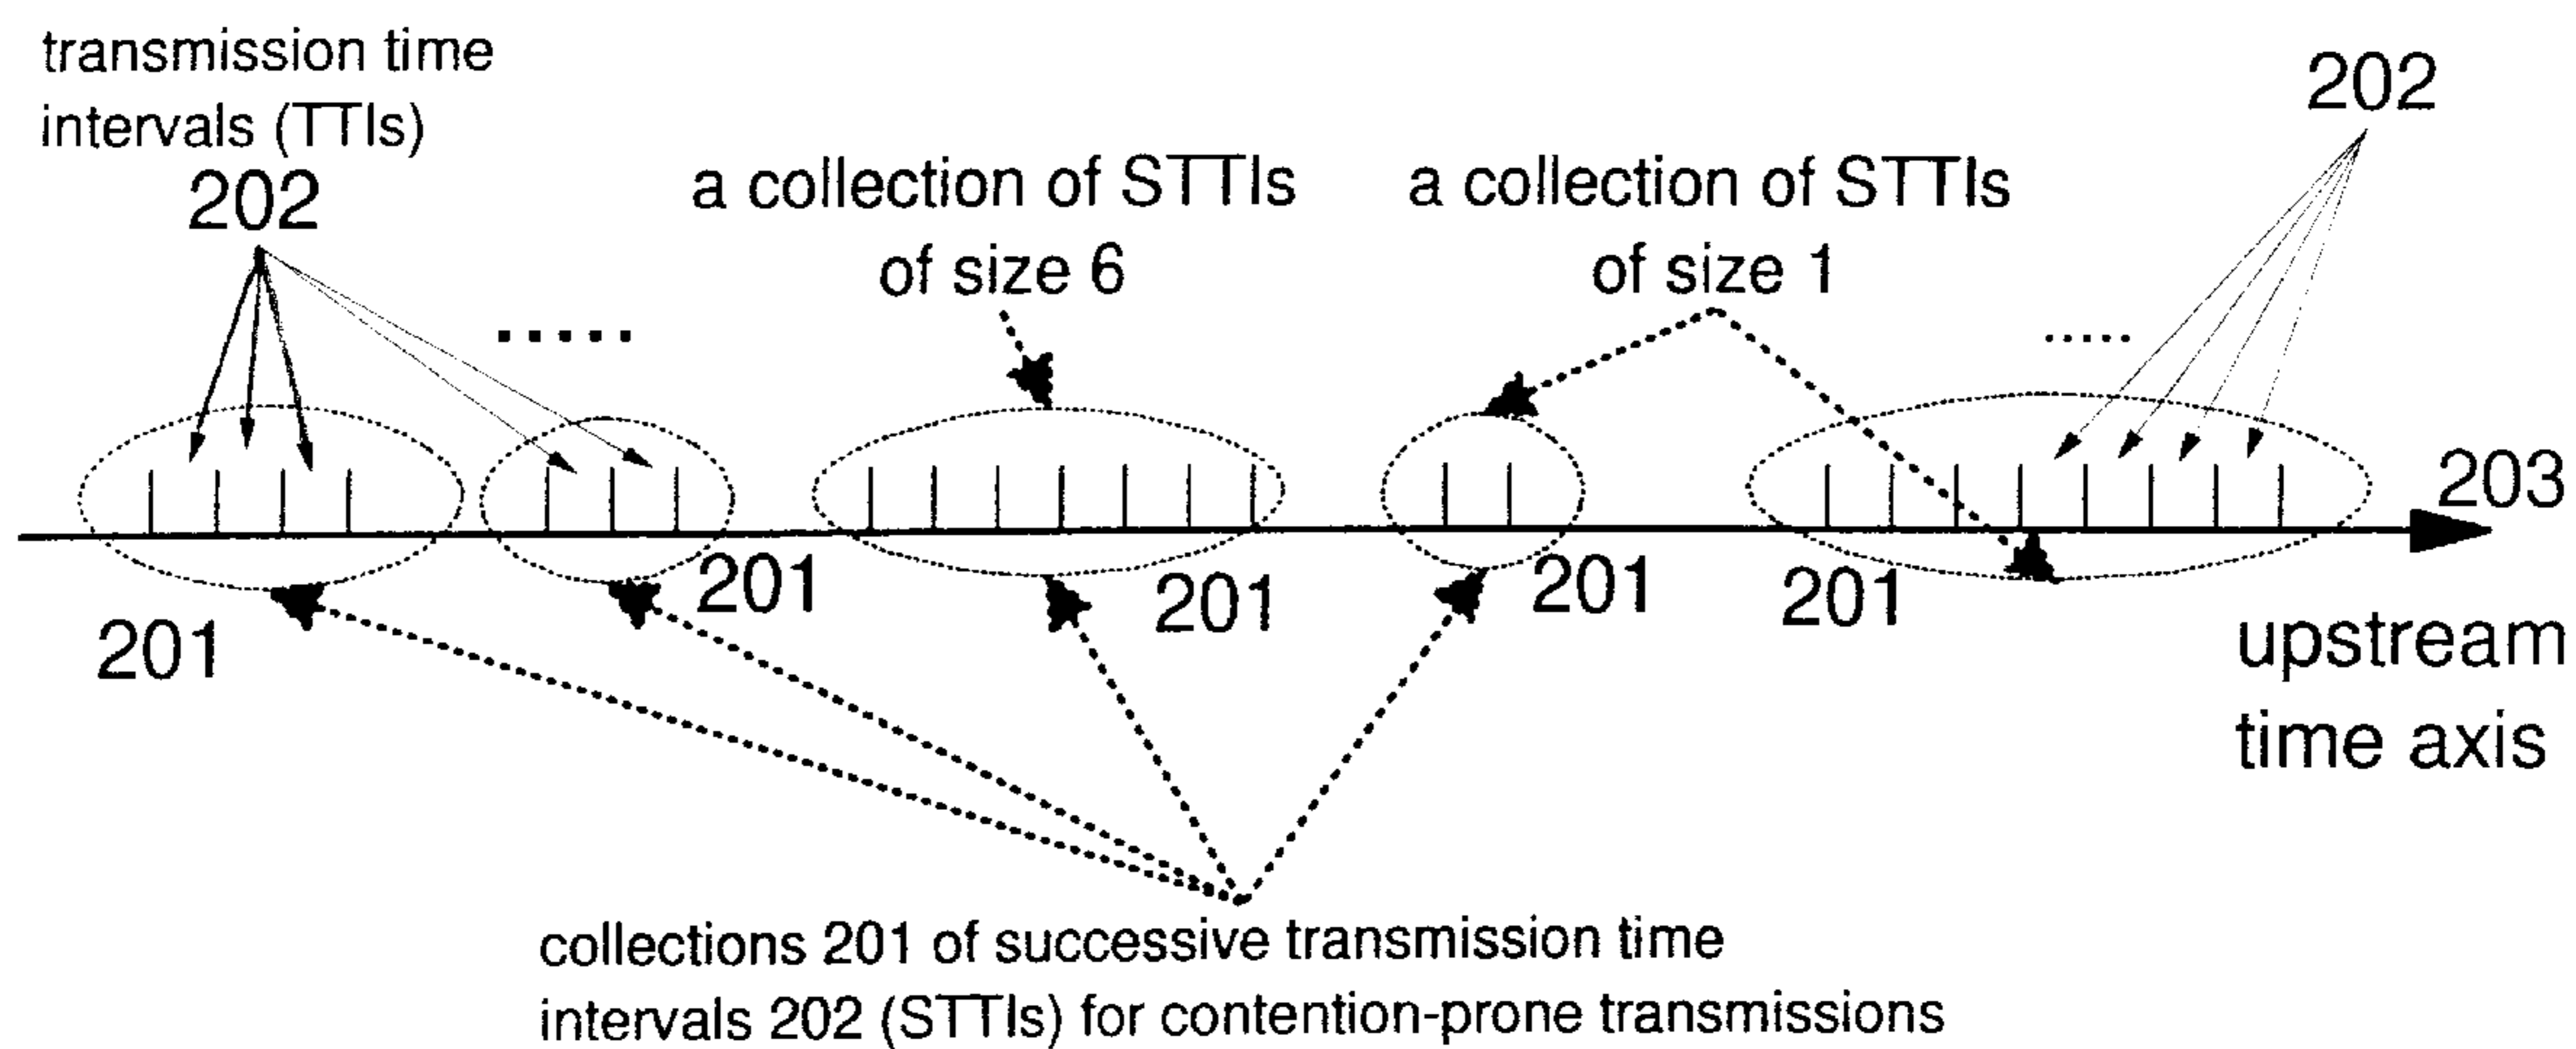 transmission time
intervals (TTIs)
202
202
a collection of STTIs
of size 6
a collection of STTIs
of size 1
.....
.....
203
201
201
201
201
201
upstream
time axis
collections 201 of successive transmission time
intervals 202 (STTIs) for contention-prone transmissions